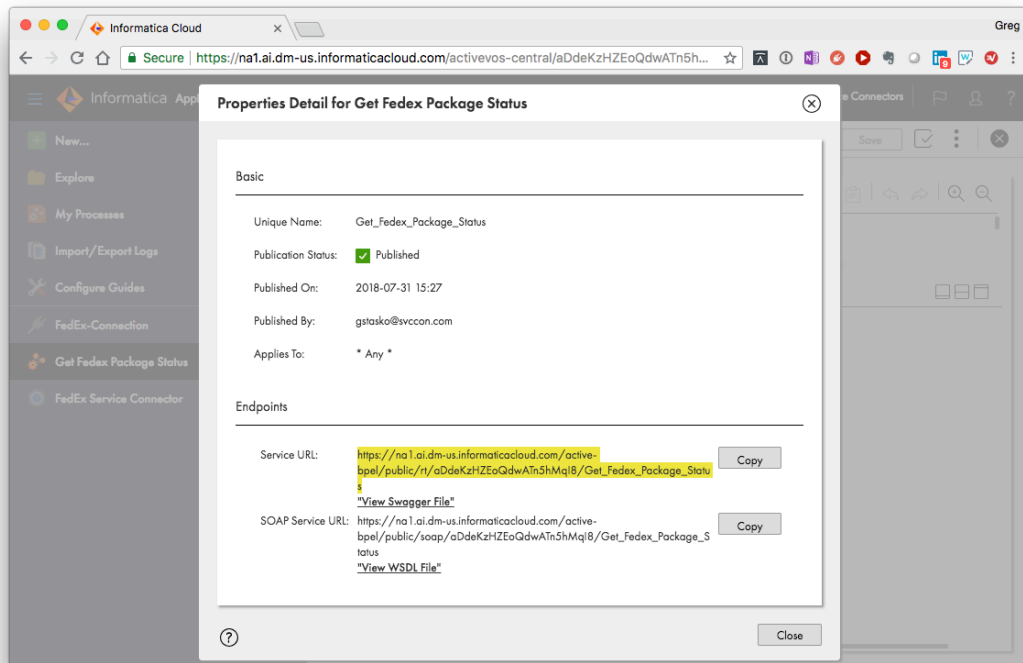 Informatica Cloud
Greg
Secure | https://na1.ai.dm-us.informaticacloud.com/activevos-central/aDdeKzHZEoQdwATn5h...
9
Informatica Appl
e Connectors
?
Properties Detail for Get Fedex Package Status
New...
Explore
My Processes
Import/Export Logs
Configure Guides
FedEx-Connection
Get Fedex Package Status
FedEx Service Connector
Save
Basic
Unique Name: Get_Fedex_Package_Status
Publication Status: Published
Published On: 2018-07-31 15:27
Published By: gstasko@svccon.com
Applies To: * Any *
Endpoints
Service URL: https://na1.ai.dm-us.informaticacloud.com/active-
bpel/public/rt/aDdeKzHZEoQdwATn5hMqI8/Get_Fedex_Package_Statu
s
Copy
"View Swagger File"
SOAP Service URL: https://na1.ai.dm-us.informaticacloud.com/active-
bpel/public/soap/aDdeKzHZEoQdwATn5hMqI8/Get_Fedex_Package_S
tatus
Copy
"View WSDL File"
?
Close